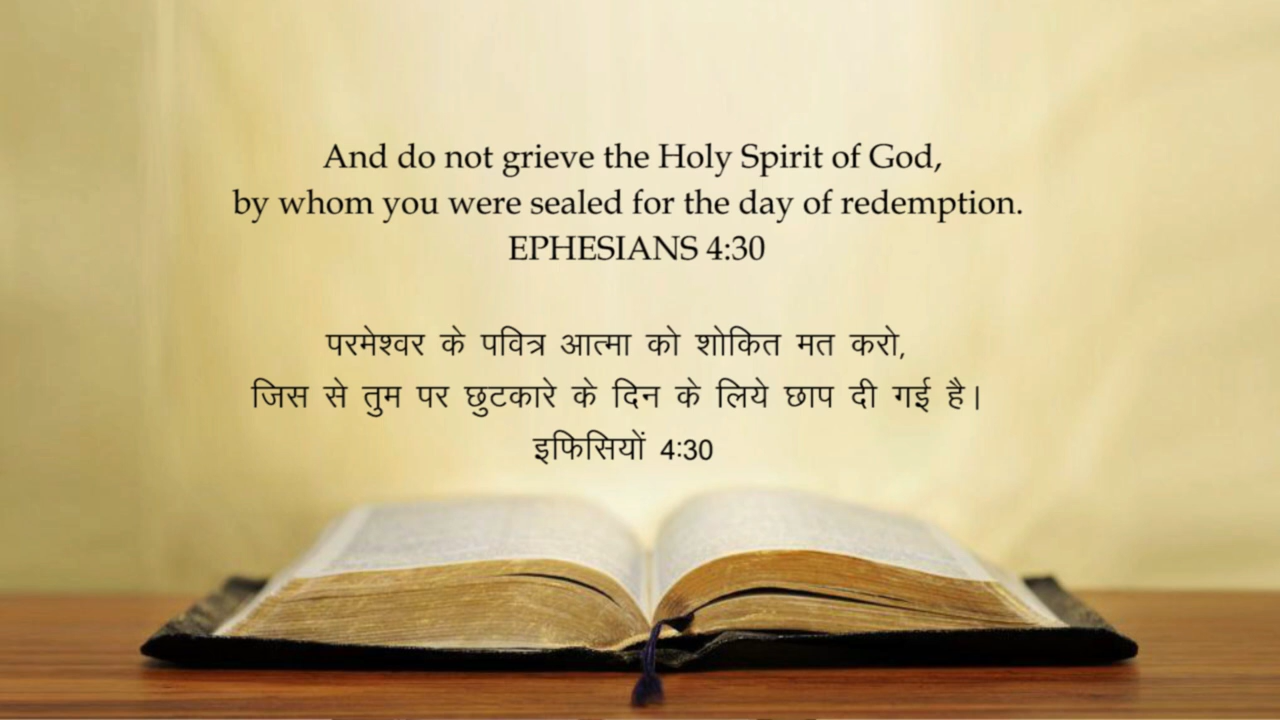 And do not grieve the Holy Spirit of God,
by whom you were sealed for the day of redemption.
EPHESIANS 4:30
परमेश्वर के पवित्र आत्मा को शोकित मत करो,
जिस से तुम पर छुटकारे के दिन के लिये छाप दी गई है।
इफिसियों 4:30